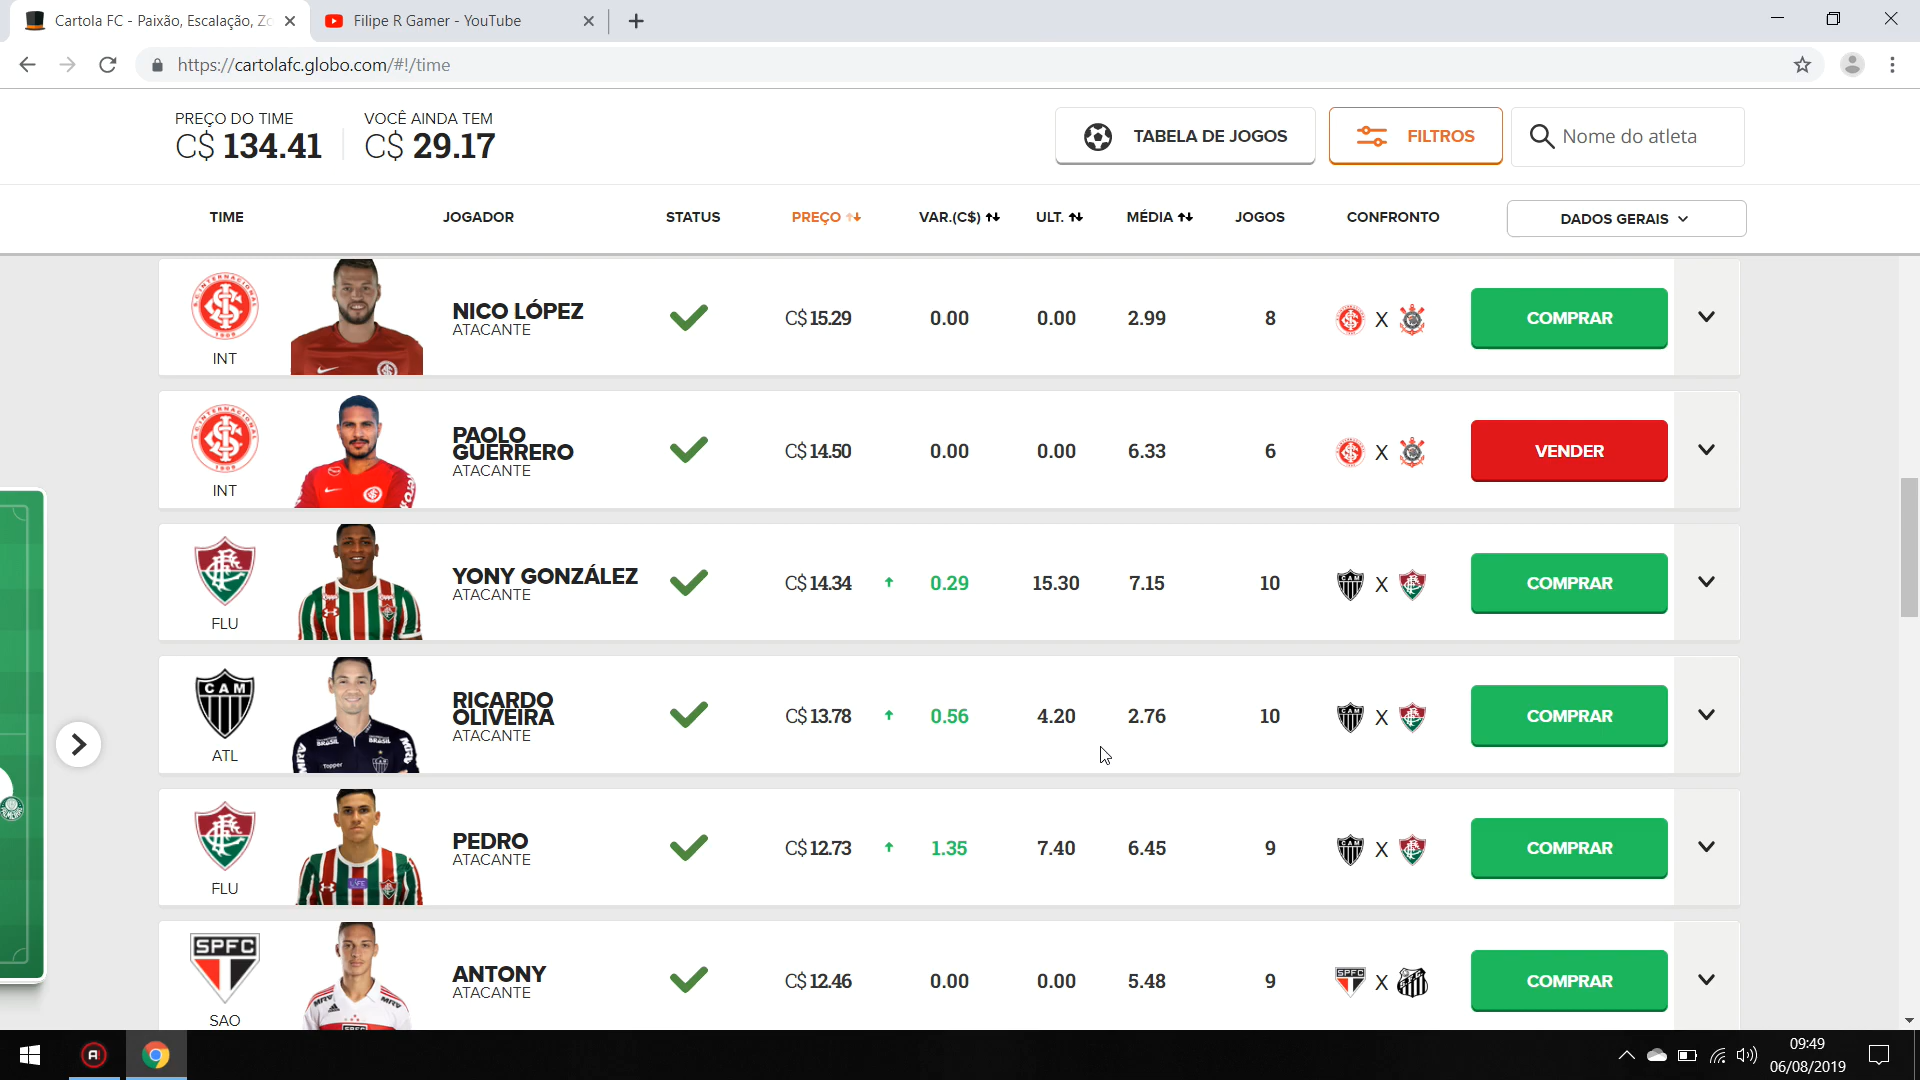 Cartola FC - Paixão, Escalação, Zo
Filipe R Gamer - YouTube
https://cartolafc.globo.com/#!/time
PREÇO DO TIME
C$ 134.41
VOCÊ AINDA TEM
C$ 29.17
TABELA DE JOGOS
FILTROS
Nome do atleta
TIME JOGADOR STATUS PREÇO VAR.(C$) ULT. MÉDIA JOGOS CONFRONTO DADOS GERAIS
INT
NICO LÓPEZ
ATACANTE
C$ 15.29 0.00 0.00 2.99 8 X COMPRAR
INT
PAOLO
GUERRERO
ATACANTE
C$ 14.50 0.00 0.00 6.33 6 X VENDER
FLU
YONY GONZÁLEZ
ATACANTE
C$ 14.34 0.29 15.30 7.15 10 X COMPRAR
CAM
ATL
RICARDO
OLIVEIRA
ATACANTE
C$ 13.78 0.56 4.20 2.76 10 X COMPRAR
FLU
PEDRO
ATACANTE
C$ 12.73 1.35 7.40 6.45 9 X COMPRAR
SPFC
SAO
ANTONY
ATACANTE
C$ 12.46 0.00 0.00 5.48 9 X COMPRAR
09:49
06/08/2019